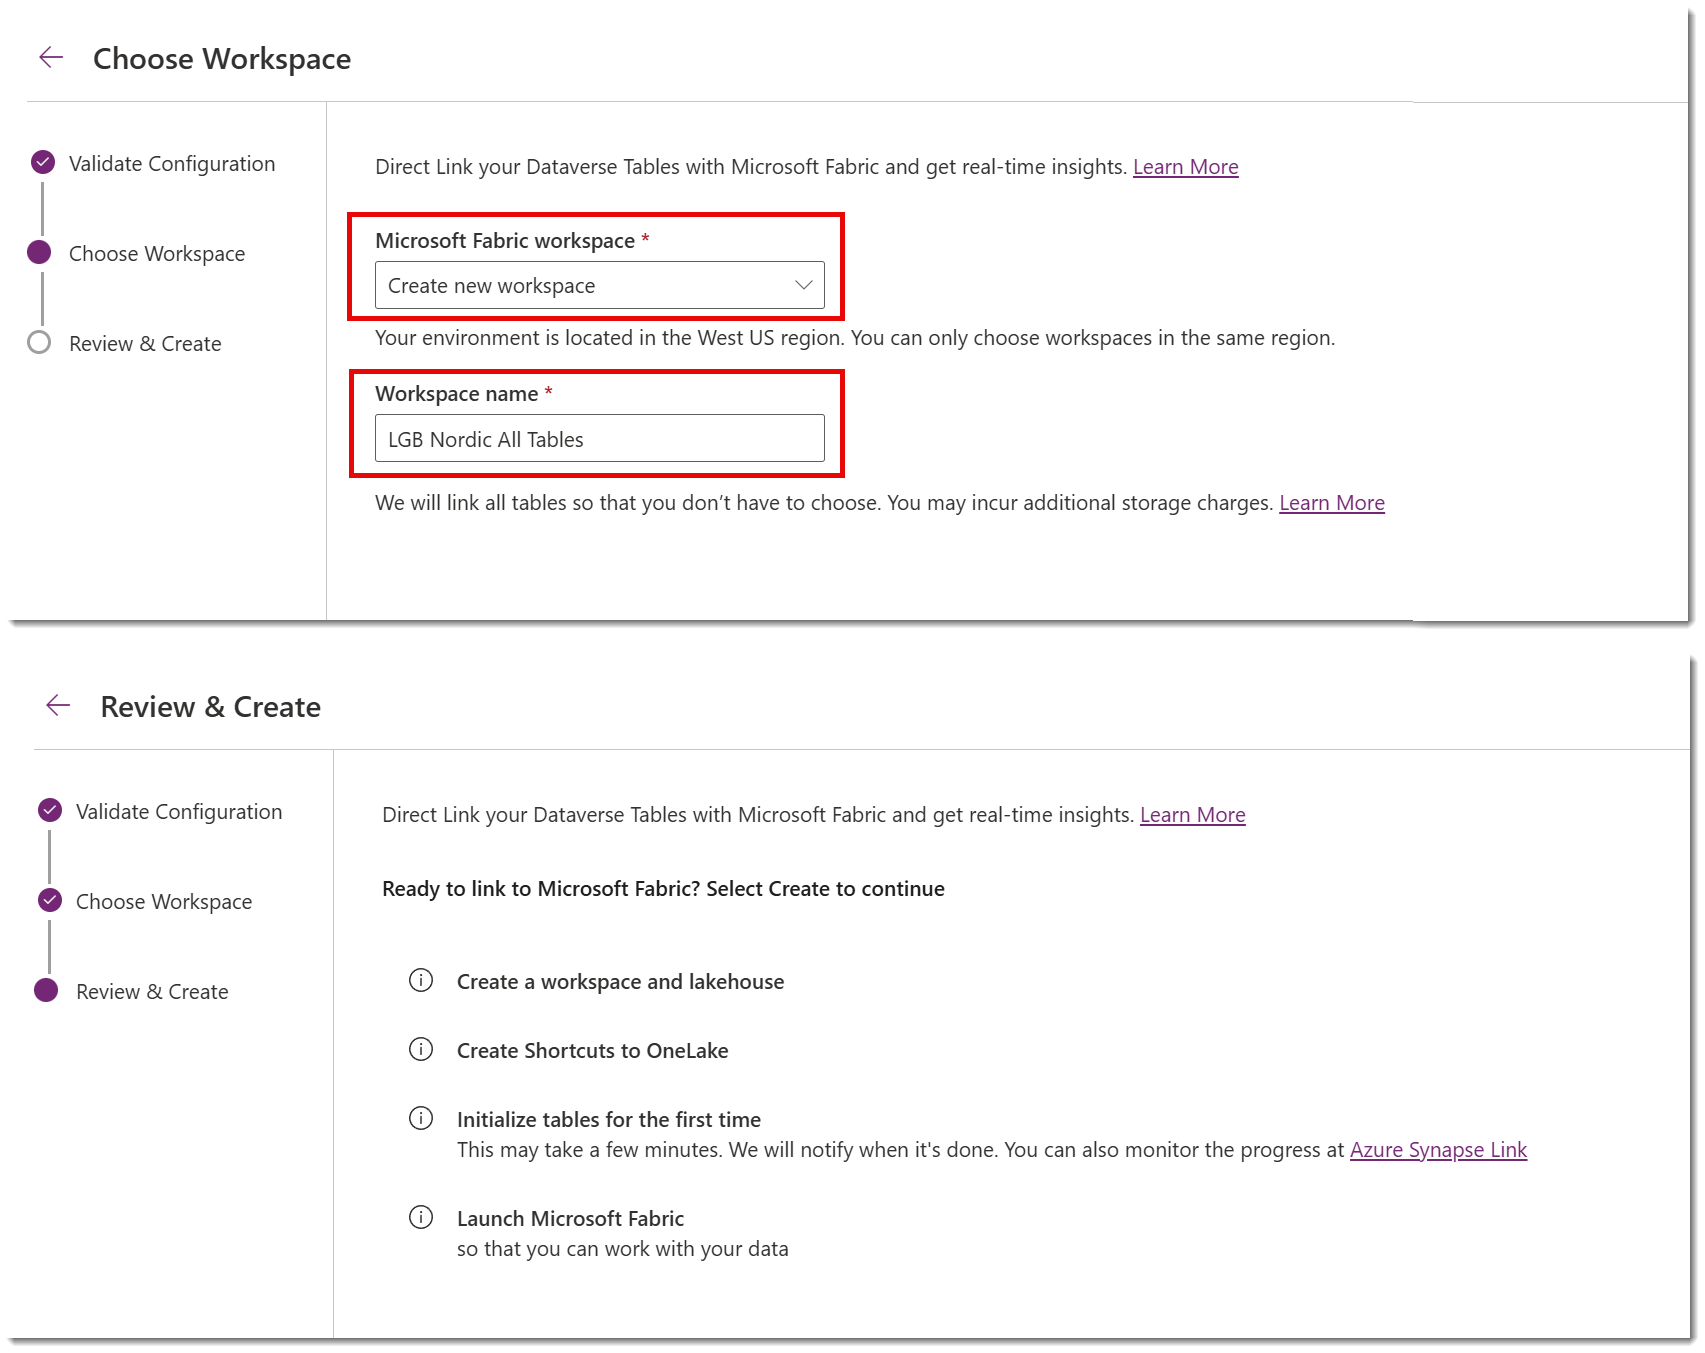 Choose Workspace
Validate Configuration
Choose Workspace
Review & Create
Direct Link your Dataverse Tables with Microsoft Fabric and get real-time insights. Learn More
Microsoft Fabric workspace *
Create new workspace
Your environment is located in the West US region. You can only choose workspaces in the same region.
Workspace name *
LGB Nordic All Tables
We will link all tables so that you don’t have to choose. You may incur additional storage charges. Learn More
Review & Create
Validate Configuration
Choose Workspace
Review & Create
Direct Link your Dataverse Tables with Microsoft Fabric and get real-time insights. Learn More
Ready to link to Microsoft Fabric? Select Create to continue
Create a workspace and lakehouse
Create Shortcuts to OneLake
Initialize tables for the first time
This may take a few minutes. We will notify when it's done. You can also monitor the progress at Azure Synapse Link
Launch Microsoft Fabric
so that you can work with your data